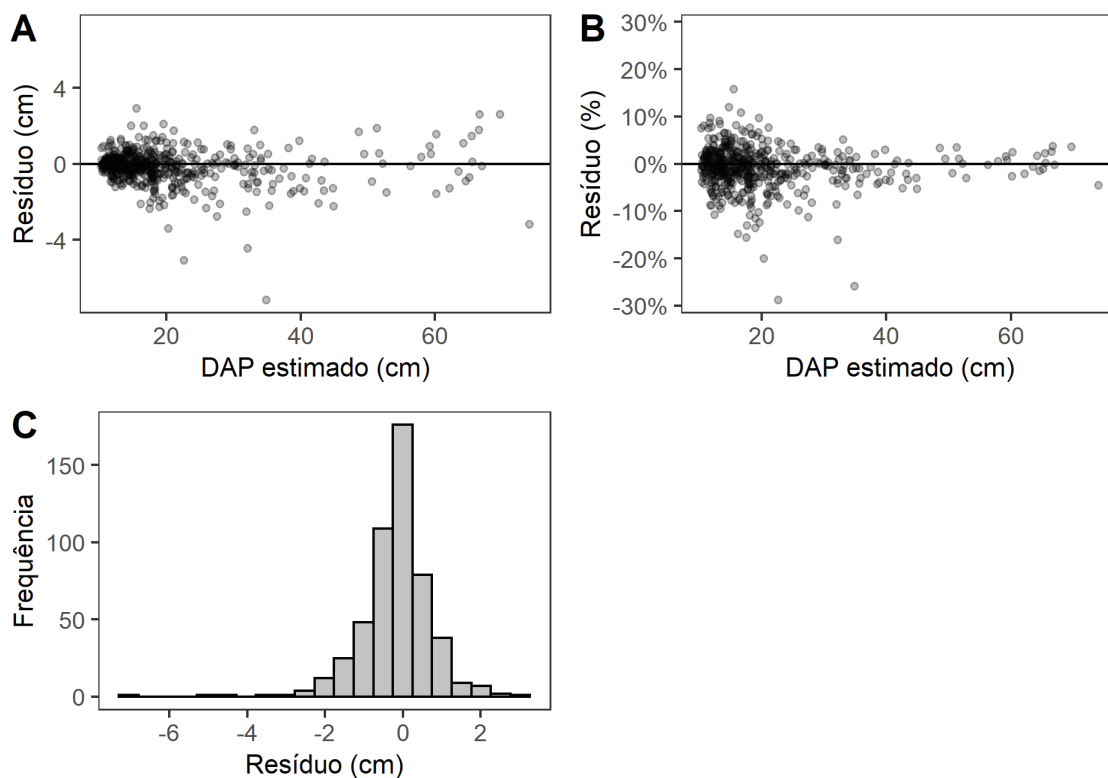 A
Resíduo (cm)
4
0
-4
20
40
60
DAP estimado (cm)
B
Resíduo (%)
30%
20%
10%
0%
-10%
-20%
-30%
20
40
60
DAP estimado (cm)
C
Frequência
150
100
50
0
-6
-4
-2
0
2
Resíduo (cm)